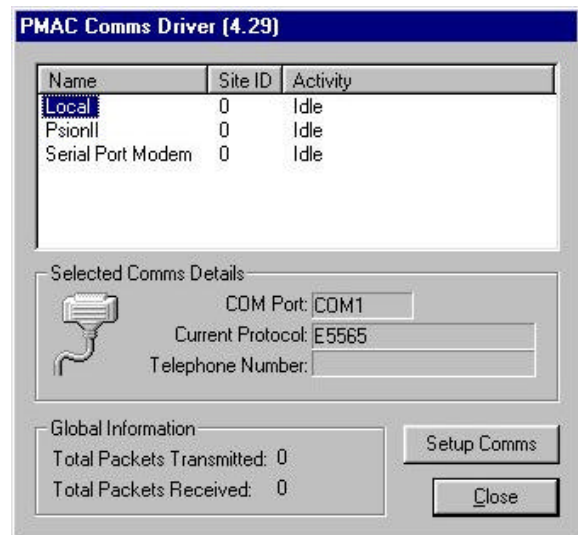 PMAC Comms Driver (4.29)
Name Site ID Activity
Local 0 Idle
PsionII 0 Idle
Serial Port Modem 0 Idle
Selected Comms Details
COM Port: COM1
Current Protocol: E5565
Telephone Number:
Global Information
Total Packets Transmitted: 0
Total Packets Received: 0
Setup Comms
Close